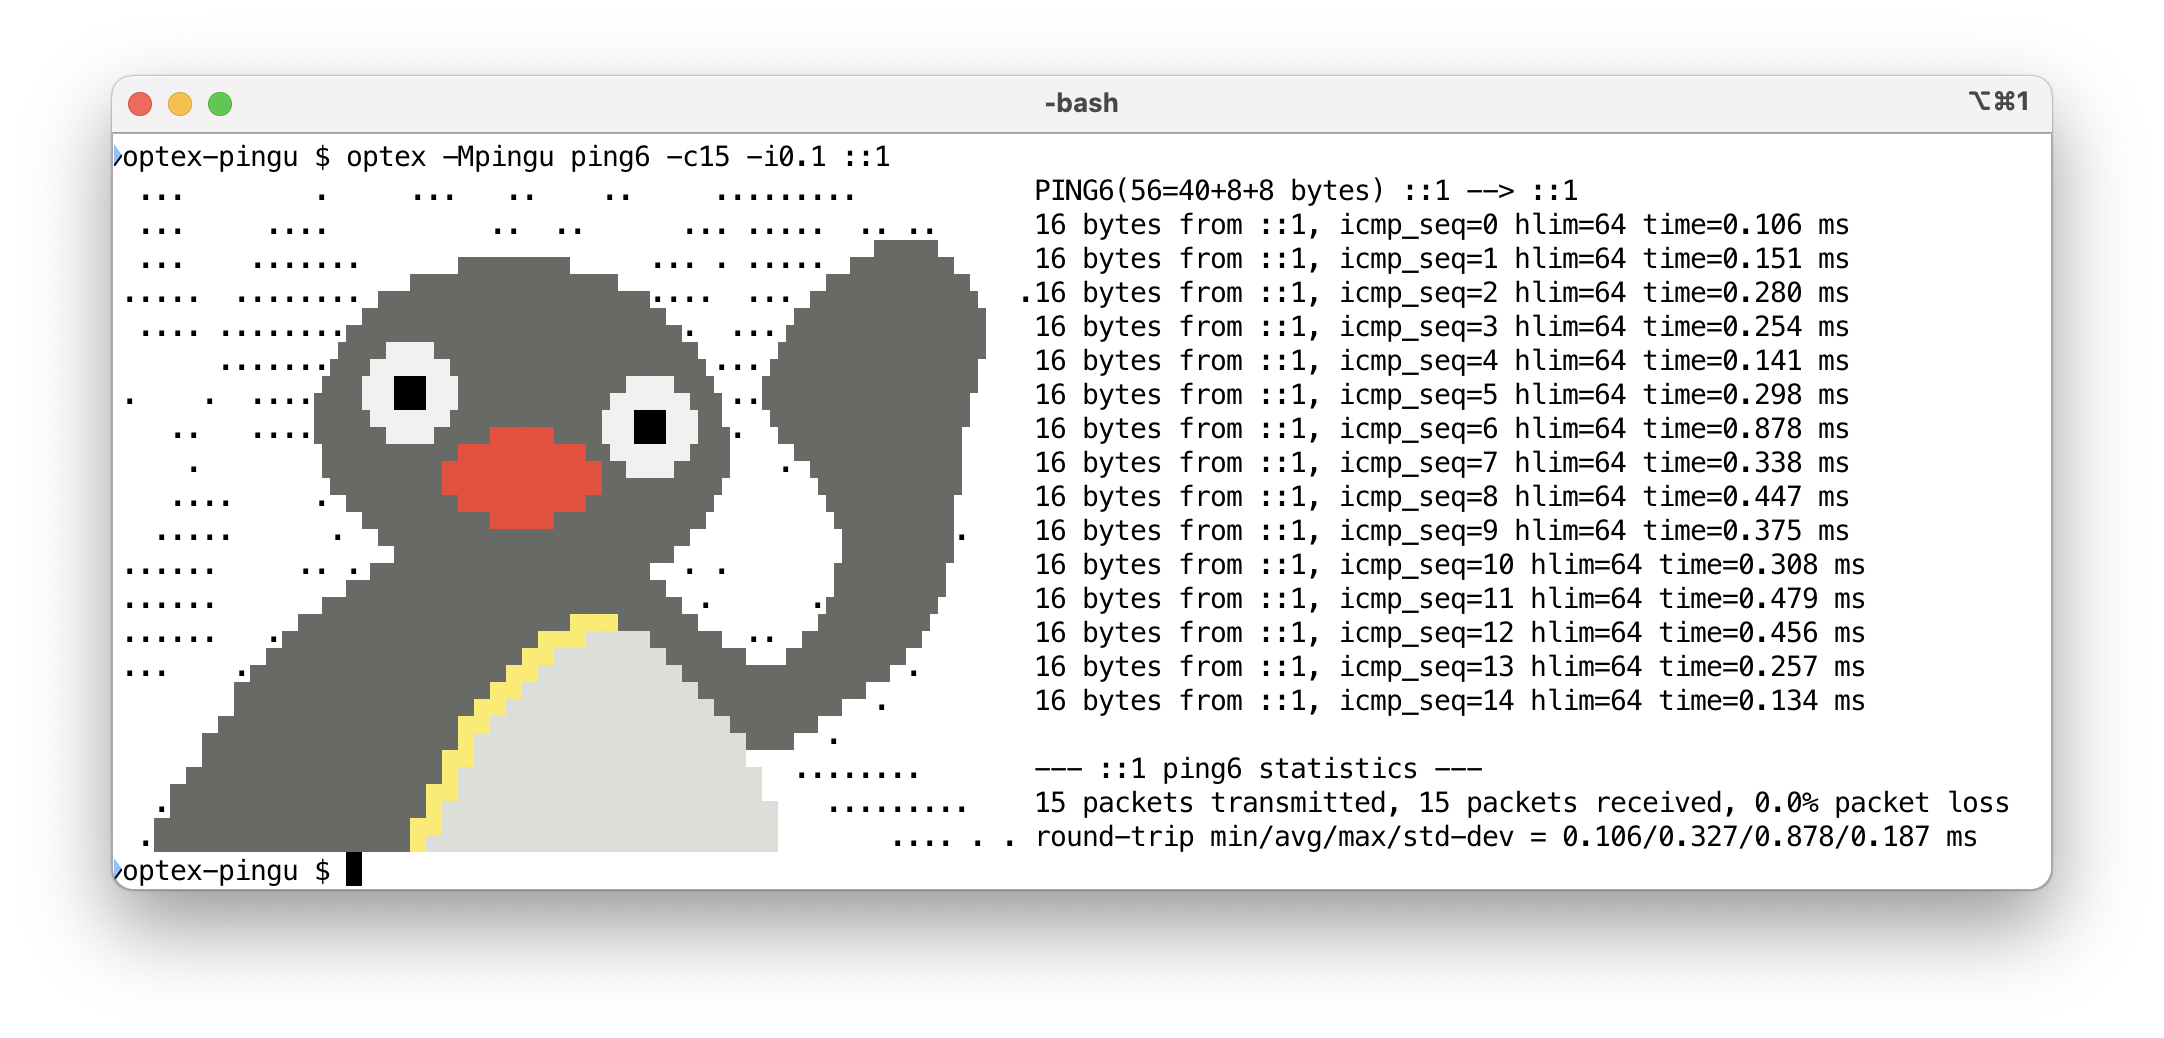 -bash
⌥⌘1
optex-pingu $ optex -Mpingu ping6 -c15 -i0.1 ::1
PING6(56=40+8+8 bytes) ::1 --> ::1
16 bytes from ::1, icmp_seq=0 hlim=64 time=0.106 ms
16 bytes from ::1, icmp_seq=1 hlim=64 time=0.151 ms
16 bytes from ::1, icmp_seq=2 hlim=64 time=0.280 ms
16 bytes from ::1, icmp_seq=3 hlim=64 time=0.254 ms
16 bytes from ::1, icmp_seq=4 hlim=64 time=0.141 ms
16 bytes from ::1, icmp_seq=5 hlim=64 time=0.298 ms
16 bytes from ::1, icmp_seq=6 hlim=64 time=0.878 ms
16 bytes from ::1, icmp_seq=7 hlim=64 time=0.338 ms
16 bytes from ::1, icmp_seq=8 hlim=64 time=0.447 ms
16 bytes from ::1, icmp_seq=9 hlim=64 time=0.375 ms
16 bytes from ::1, icmp_seq=10 hlim=64 time=0.308 ms
16 bytes from ::1, icmp_seq=11 hlim=64 time=0.479 ms
16 bytes from ::1, icmp_seq=12 hlim=64 time=0.456 ms
16 bytes from ::1, icmp_seq=13 hlim=64 time=0.257 ms
16 bytes from ::1, icmp_seq=14 hlim=64 time=0.134 ms
--- ::1 ping6 statistics ---
15 packets transmitted, 15 packets received, 0.0% packet loss
round-trip min/avg/max/std-dev = 0.106/0.327/0.878/0.187 ms
optex-pingu $